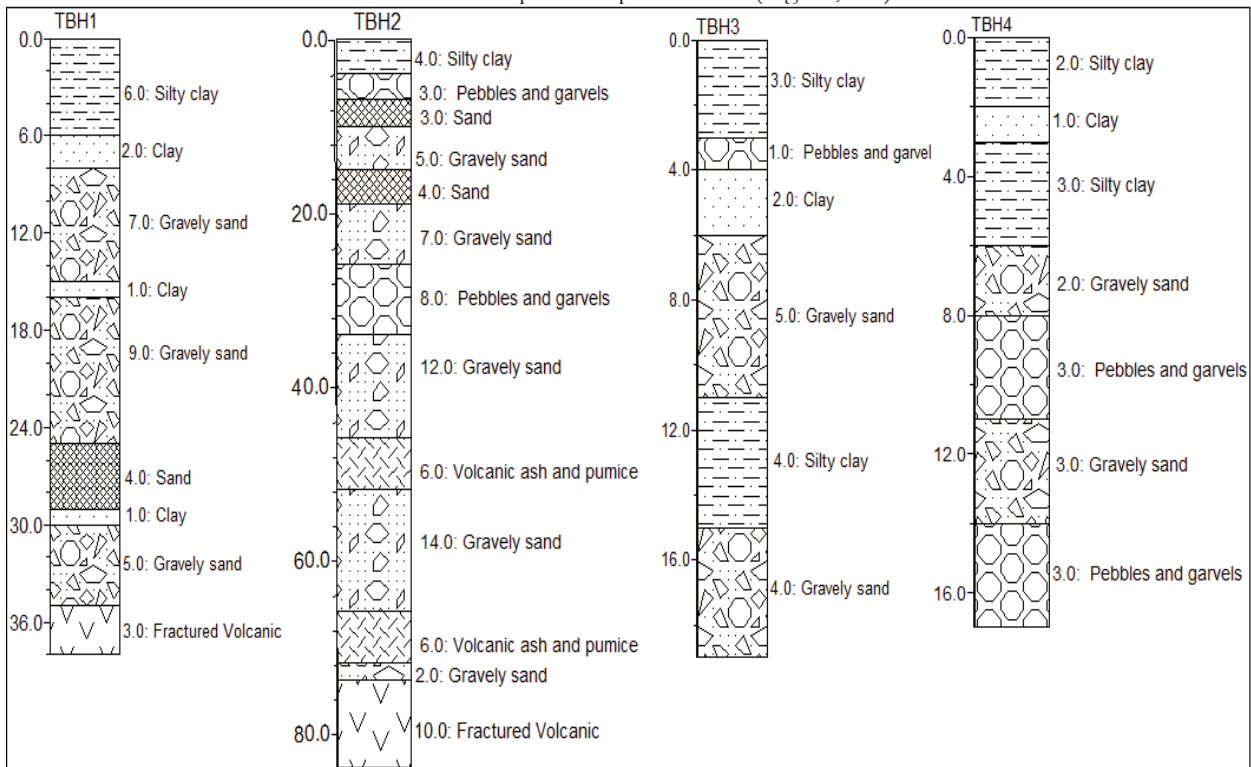 TBH1
0.0
6.0: Silty clay
6.0
2.0: Clay
7.0: Gravely sand
12.0
1.0: Clay
18.0
9.0: Gravely sand
24.0
4.0: Sand
1.0: Clay
30.0
5.0: Gravely sand
36.0
3.0: Fractured Volcanic
TBH2
0.0
4.0: Silty clay
3.0: Pebbles and garvels
3.0: Sand
5.0: Gravely sand
4.0: Sand
20.0
7.0: Gravely sand
8.0: Pebbles and garvels
12.0: Gravely sand
40.0
6.0: Volcanic ash and pumice
14.0: Gravely sand
60.0
6.0: Volcanic ash and pumice
2.0: Gravely sand
80.0
10.0: Fractured Volcanic
TBH3
0.0
3.0: Silty clay
1.0: Pebbles and garvel
4.0
2.0: Clay
8.0
5.0: Gravely sand
12.0
4.0: Silty clay
16.0
4.0: Gravely sand
TBH4
0.0
2.0: Silty clay
1.0: Clay
4.0
3.0: Silty clay
2.0: Gravely sand
8.0
3.0: Pebbles and garvels
12.0
3.0: Gravely sand
3.0: Pebbles and garvels
16.0